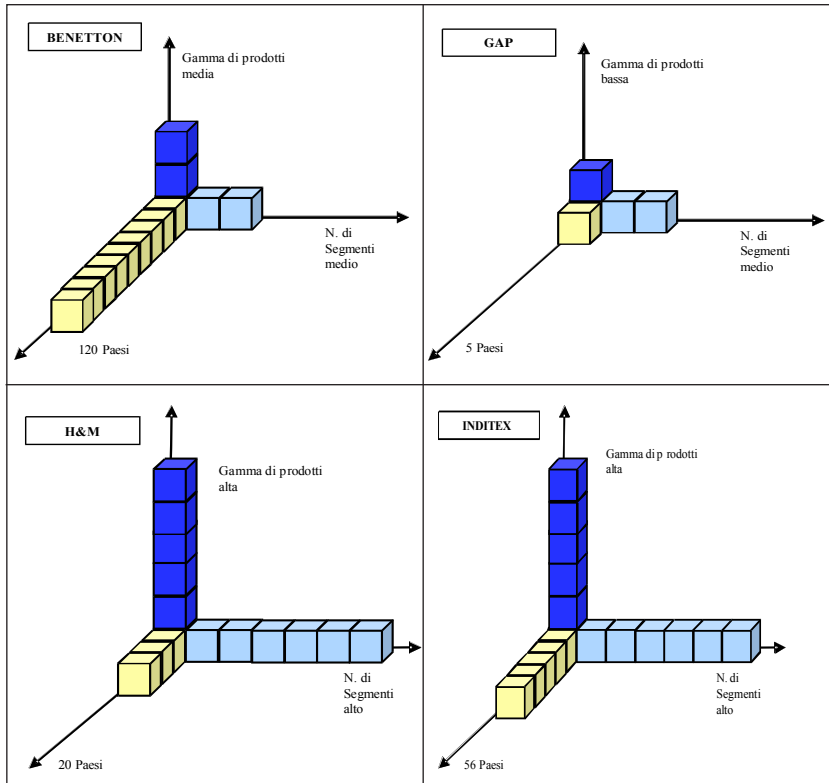 BENETTON
Gamma di prodotti
media
N. di
Segmenti
medio
120 Paesi
GAP
Gamma di prodotti
bassa
N. di
Segmenti
medio
5 Paesi
H&M
Gamma di prodotti
alta
N. di
Segmenti
alto
20 Paesi
INDITEX
Gamma di p rodotti
alta
N. di
Segmenti
alto
56 Paesi